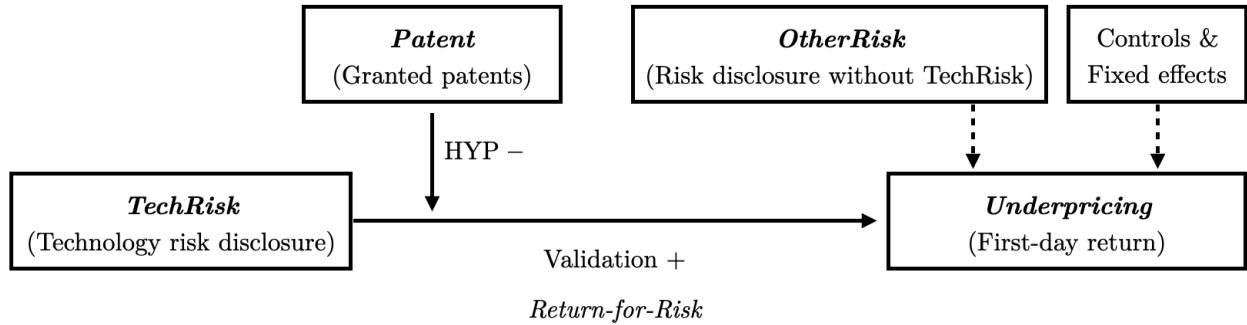 Patent
(Granted patents)
OtherRisk
(Risk disclosure without TechRisk)
Controls &
Fixed effects
HYP −
TechRisk
(Technology risk disclosure)
Underpricing
(First-day return)
Validation +
Return-for-Risk